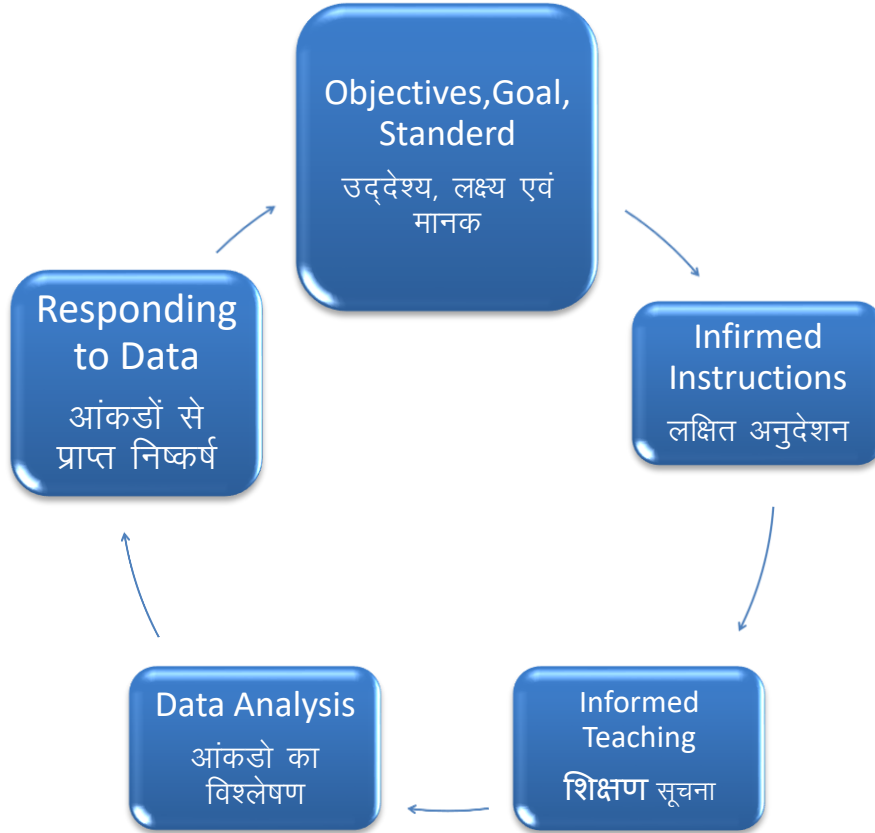 Objectives,Goal,
Standerd
उद्देश्य, लक्ष्य एवं
मानक
Infirmed
Instructions
लक्षित अनुदेशन
Informed
Teaching
शिक्षण सूचना
Data Analysis
आंकडो का
विश्लेषण
Responding
to Data
आंकडों से
प्राप्त निष्कर्ष